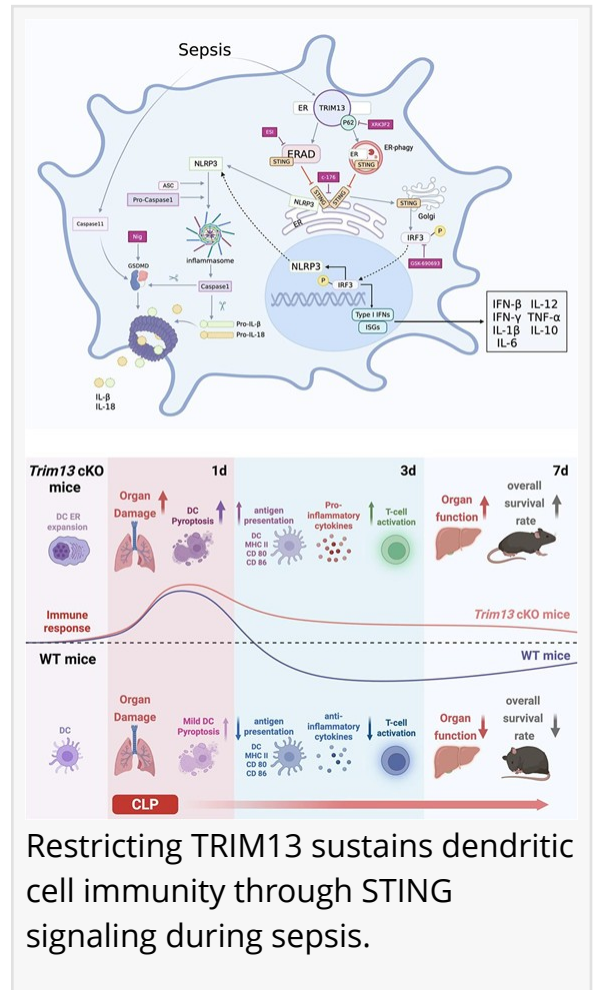 Sepsis
ER
TRIM13
P62
XRK3F2
ESI
ERAD
STING
ER
STING
ER-phagy
NLRP3
c-176
ASC
Pro-Caspase1
NLRP3
STING
STING
STING
Golgi
ER
Caspase11
Nig
inflammasome
IRF3
P
GSK-690693
GSDMD
Caspase1
NLRP3
P
IRF3
Type I IFNs
ISGs
Pro-IL-β
Pro-IL-18
IFN-β IL-12
IFN-γ TNF-α
IL-1β IL-10
IL-6
IL-β
IL-18
Trim13 cKO
mice
1d
3d
7d
DC ER
expansion
Organ
Damage
DC
Pyroptosis
antigen
presentation
DC
MHC II
CD 80
CD 86
Pro-
inflammatory
cytokines
T-cell
activation
Organ
function
overall
survival
rate
Immune
response
Trim13 cKO mice
WT mice
WT mice
DC
Organ
Damage
Mild DC
Pyroptosis
antigen
presentation
DC
MHC II
CD 80
CD 86
anti-
inflammatory
cytokines
T-cell
activation
Organ
function
overall
survival
rate
CLP
Restricting TRIM13 sustains dendritic
cell immunity through STING
signaling during sepsis.